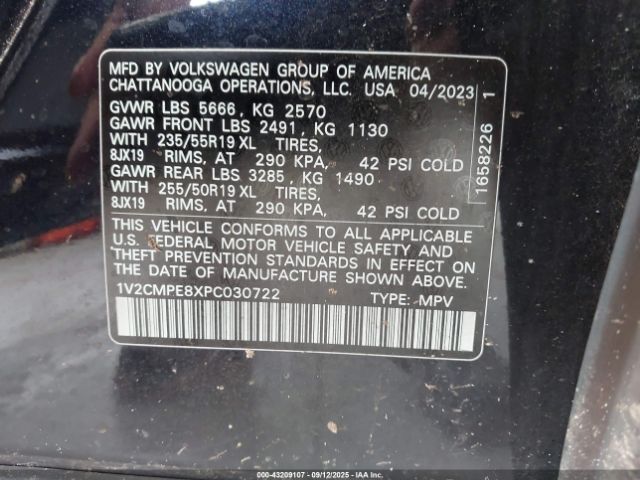 MFD BY VOLKSWAGEN GROUP OF AMERICA
CHATTANOOGA OPERATIONS, LLC. USA 04/2023
GVWR LBS 5666, KG 2570
GAWR FRONT LBS 2491, KG 1130
WITH 235/55R19 XL TIRES,
8JX19 RIMS, AT 290 KPA, 42 PSI COLD
GAWR REAR LBS 3285, KG 1490
WITH 255/50R19 XL TIRES,
8JX19 RIMS, AT 290 KPA, 42 PSI COLD
THIS VEHICLE CONFORMS TO ALL APPLICABLE
U.S. FEDERAL MOTOR VEHICLE SAFETY AND
THEFT PREVENTION STANDARDS IN EFFECT ON
THE DATE OF MANUFACTURE SHOWN ABOVE.
1V2CMPE8XPC030722 TYPE: MPV
1658226 1
000-43209107 - 09/12/2025 - IAAI.COM